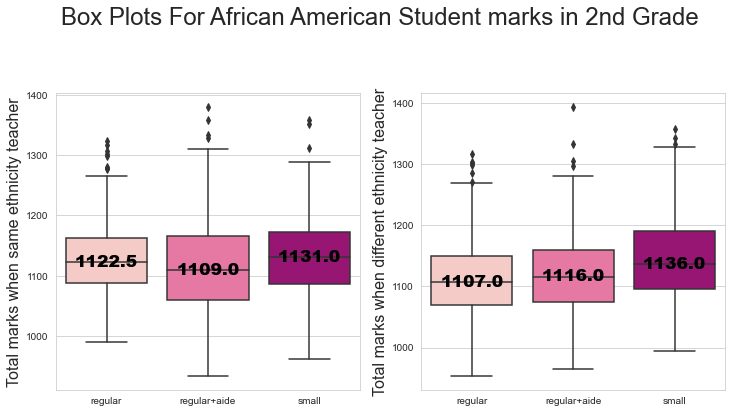 Box Plots For African American Student marks in 2nd Grade
Total marks when same ethnicity teacher
1400
1300
1200
1100
1000
1122.5
1109.0
1131.0
regular
regular+aide
small
Total marks when different ethnicity teacher
1400
1300
1200
1100
1000
1107.0
1116.0
1136.0
regular
regular+aide
small